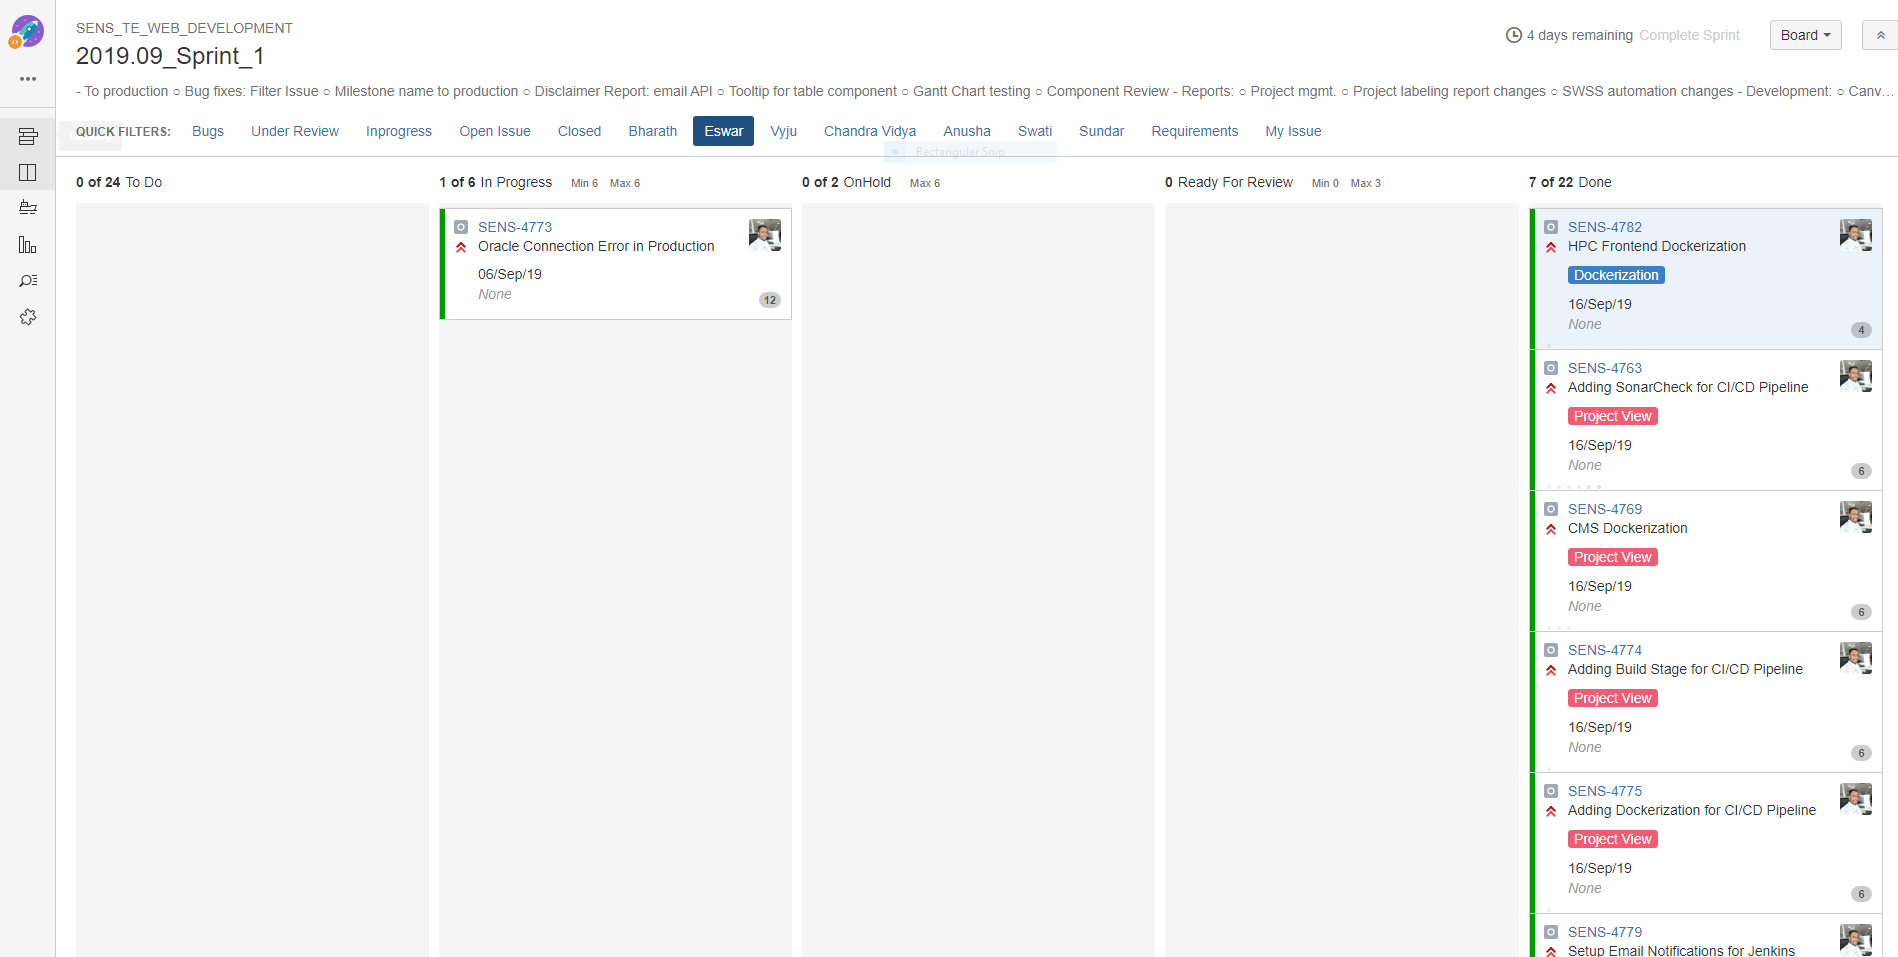 SENS_TE_WEB_DEVELOPMENT
2019.09_Sprint_1
4 days remaining Complete Sprint
Board
- To production ○ Bug fixes: Filter Issue ○ Milestone name to production ○ Disclaimer Report: email API ○ Tooltip for table component ○ Gantt Chart testing ○ Component Review - Reports: ○ Project mgmt. ○ Project labeling report changes ○ SWSS automation changes - Development: ○ Canv...
QUICK FILTERS: Bugs Under Review Inprogress Open Issue Closed Bharath Eswar Vyju Chandra Vidya Anusha Swati Sundar Requirements My Issue
Rectangular Snip
0 of 24 To Do
1 of 6 In Progress Min 6 Max 6
0 of 2 OnHold Max 6
0 Ready For Review Min 0 Max 3
7 of 22 Done
SENS-4773
Oracle Connection Error in Production
06/Sep/19
None
12
SENS-4782
HPC Frontend Dockerization
Dockerization
16/Sep/19
None
4
SENS-4763
Adding SonarCheck for CI/CD Pipeline
Project View
16/Sep/19
None
6
SENS-4769
CMS Dockerization
Project View
16/Sep/19
None
6
SENS-4774
Adding Build Stage for CI/CD Pipeline
Project View
16/Sep/19
None
6
SENS-4775
Adding Dockerization for CI/CD Pipeline
Project View
16/Sep/19
None
6
SENS-4779
Setup Email Notifications for Jenkins